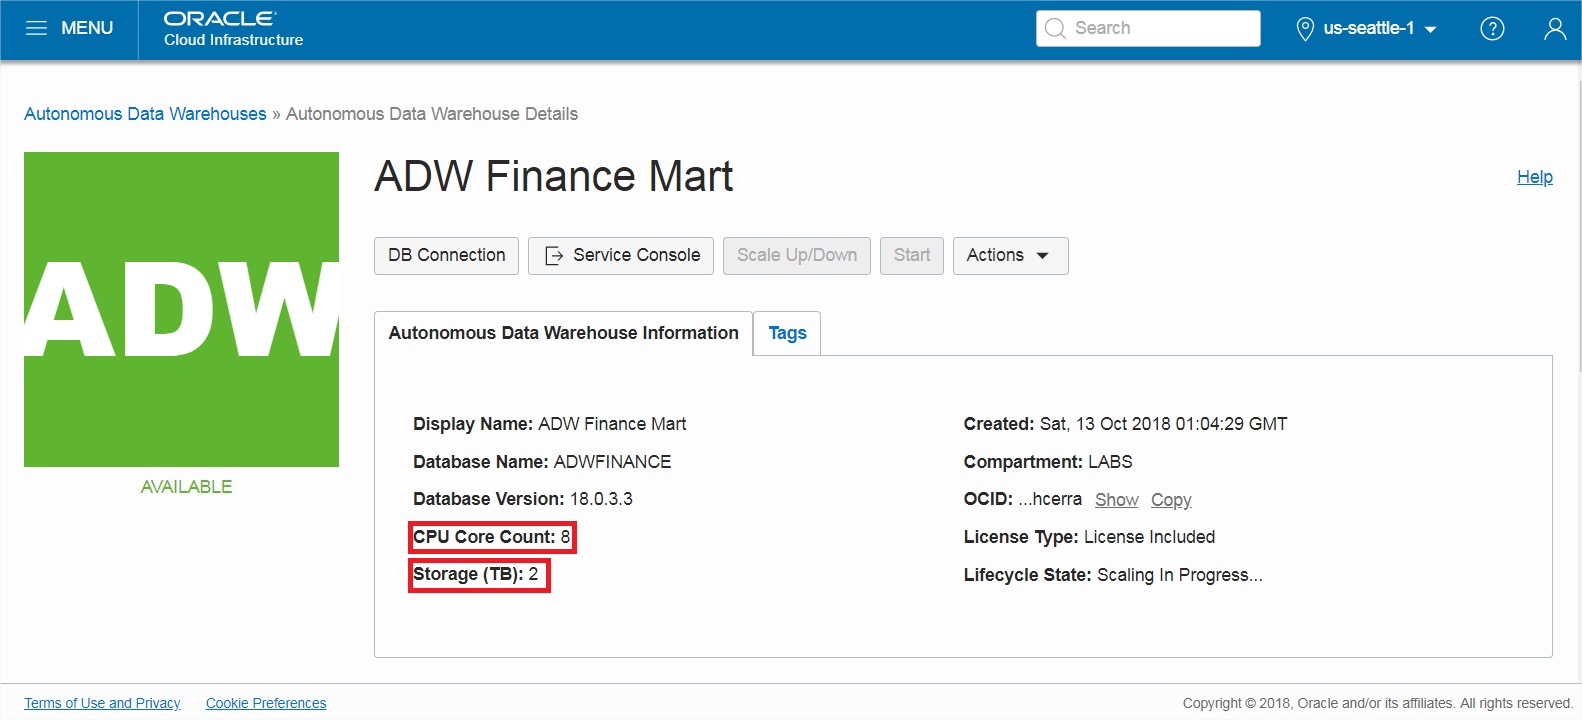 MENU
ORACLE
Cloud Infrastructure
Search
us-seattle-1
?
Autonomous Data Warehouses » Autonomous Data Warehouse Details
ADW
AVAILABLE
ADW Finance Mart
Help
DB Connection
Service Console
Scale Up/Down
Start
Actions
Autonomous Data Warehouse Information
Tags
Display Name: ADW Finance Mart
Database Name: ADWFINANCE
Database Version: 18.0.3.3
CPU Core Count: 8
Storage (TB): 2
Created: Sat, 13 Oct 2018 01:04:29 GMT
Compartment: LABS
OCID: ...hcerra Show Copy
License Type: License Included
Lifecycle State: Scaling In Progress...
Terms of Use and Privacy
Cookie Preferences
Copyright © 2018, Oracle and/or its affiliates. All rights reserved.